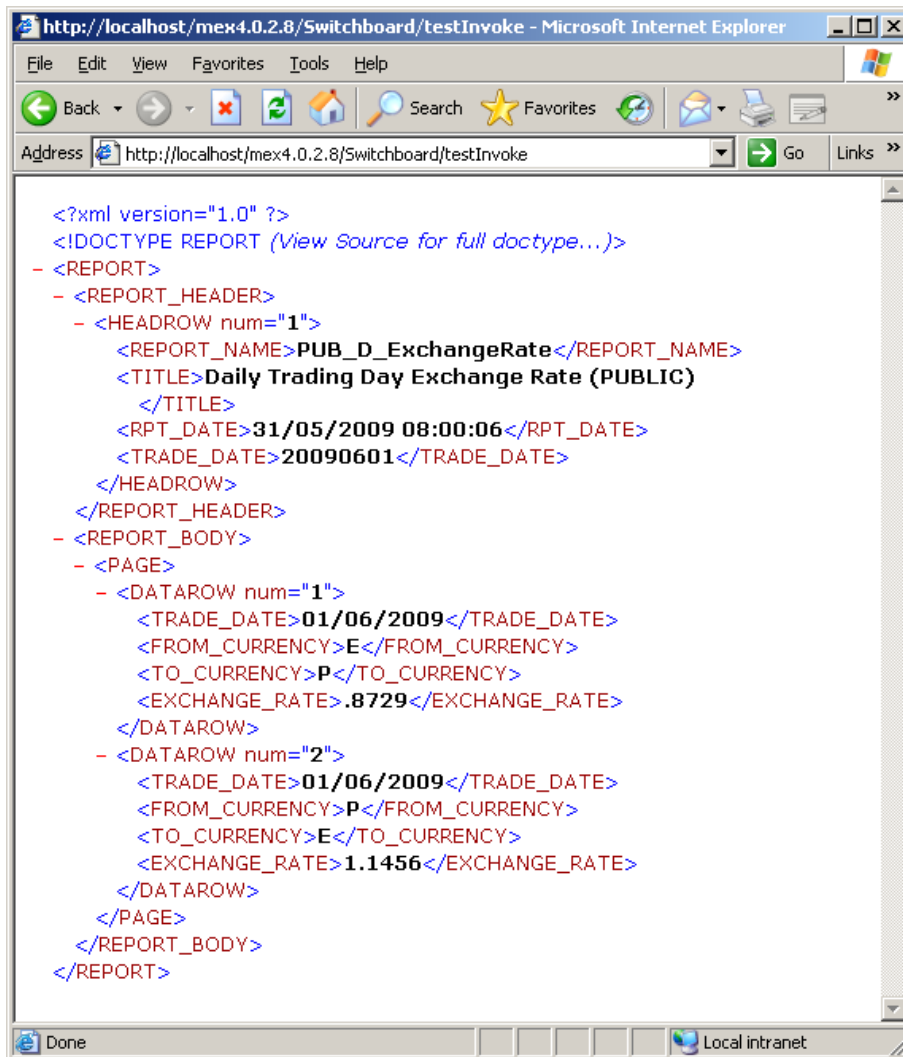 http://localhost/mex4.0.2.8/Switchboard/testInvoke - Microsoft Internet Explorer
File Edit View Favorites Tools Help
Back Search Favorites
Address http://localhost/mex4.0.2.8/Switchboard/testInvoke Go Links »
<?xml version="1.0" ?>
<!DOCTYPE REPORT (View Source for full doctype...)>
- <REPORT>
- <REPORT_HEADER>
- <HEADROW num="1">
<REPORT_NAME>PUB_D_ExchangeRate</REPORT_NAME>
<TITLE>Daily Trading Day Exchange Rate (PUBLIC)
</TITLE>
<RPT_DATE>31/05/2009 08:00:06</RPT_DATE>
<TRADE_DATE>20090601</TRADE_DATE>
</HEADROW>
</REPORT_HEADER>
- <REPORT_BODY>
- <PAGE>
- <DATAROW num="1">
<TRADE_DATE>01/06/2009</TRADE_DATE>
<FROM_CURRENCY>E</FROM_CURRENCY>
<TO_CURRENCY>P</TO_CURRENCY>
<EXCHANGE_RATE>.8729</EXCHANGE_RATE>
</DATAROW>
- <DATAROW num="2">
<TRADE_DATE>01/06/2009</TRADE_DATE>
<FROM_CURRENCY>P</FROM_CURRENCY>
<TO_CURRENCY>E</TO_CURRENCY>
<EXCHANGE_RATE>1.1456</EXCHANGE_RATE>
</DATAROW>
</PAGE>
</REPORT_BODY>
</REPORT>
Done Local intranet